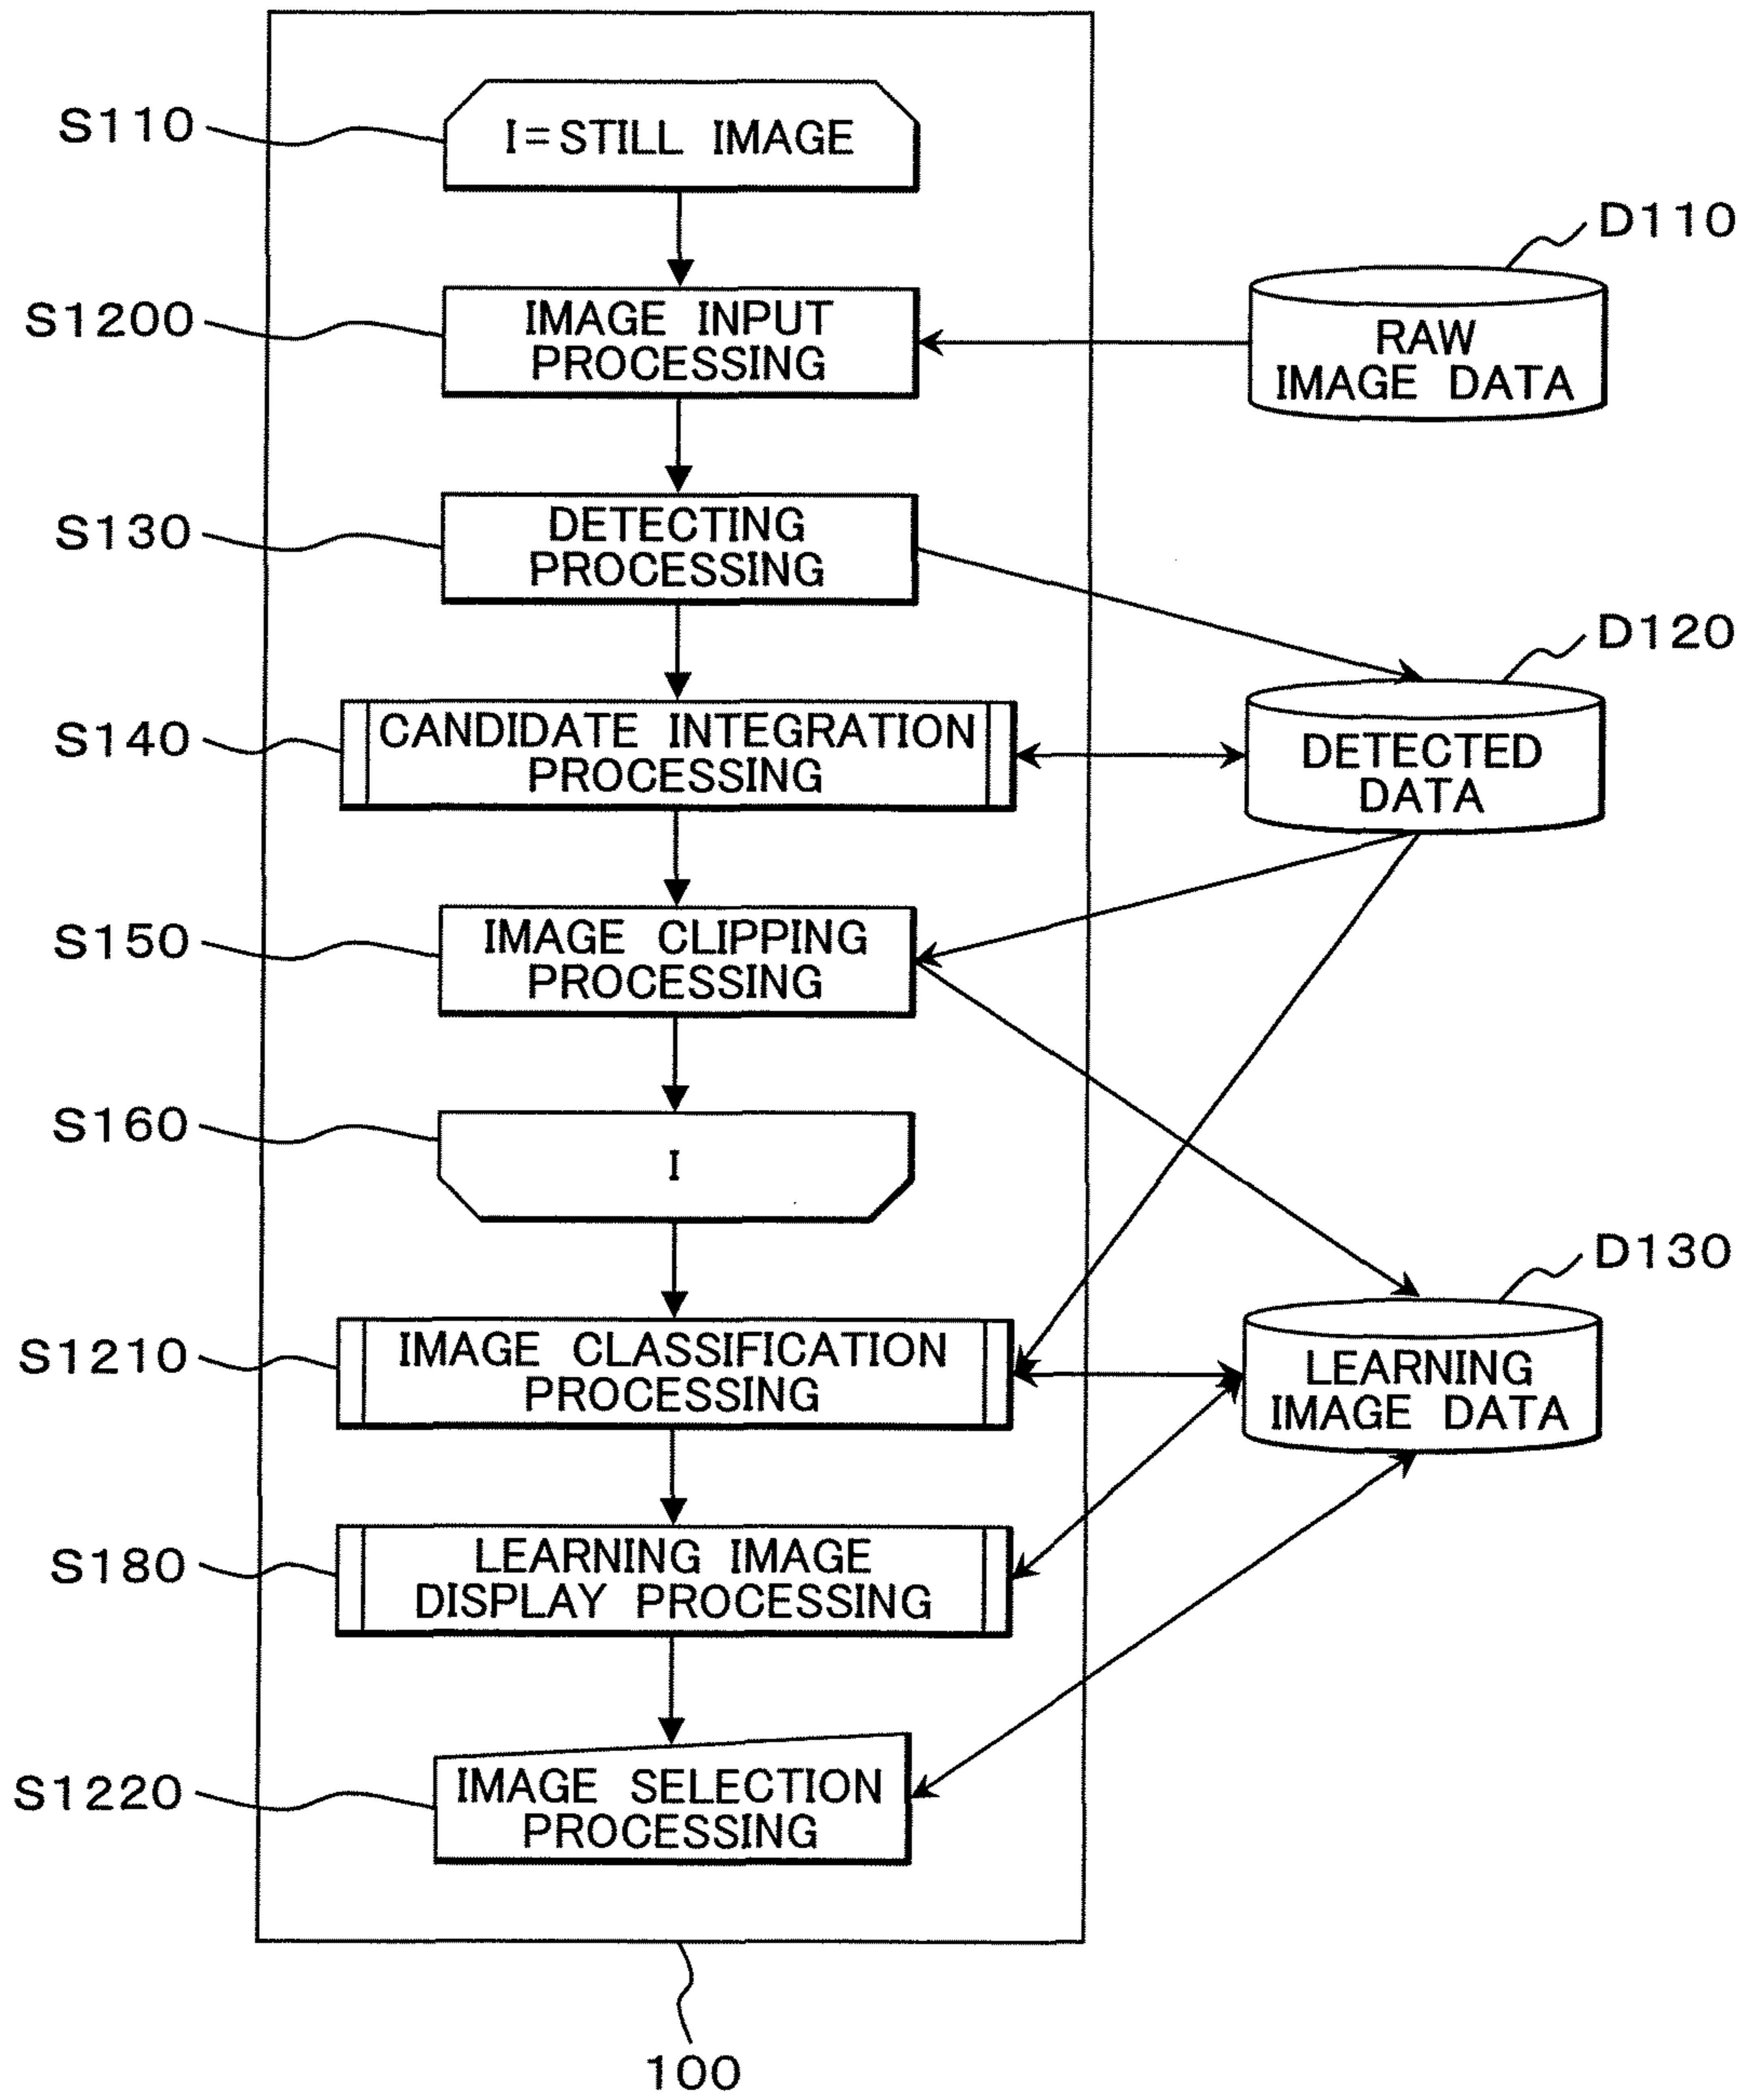 S110
I=STILL IMAGE
D110
S1200
IMAGE INPUT
PROCESSING
RAW
IMAGE DATA
S130
DETECTING
PROCESSING
D120
S140
CANDIDATE INTEGRATION
PROCESSING
DETECTED
DATA
S150
IMAGE CLIPPING
PROCESSING
S160
I
D130
S1210
IMAGE CLASSIFICATION
PROCESSING
LEARNING
IMAGE DATA
S180
LEARNING IMAGE
DISPLAY PROCESSING
S1220
IMAGE SELECTION
PROCESSING
100